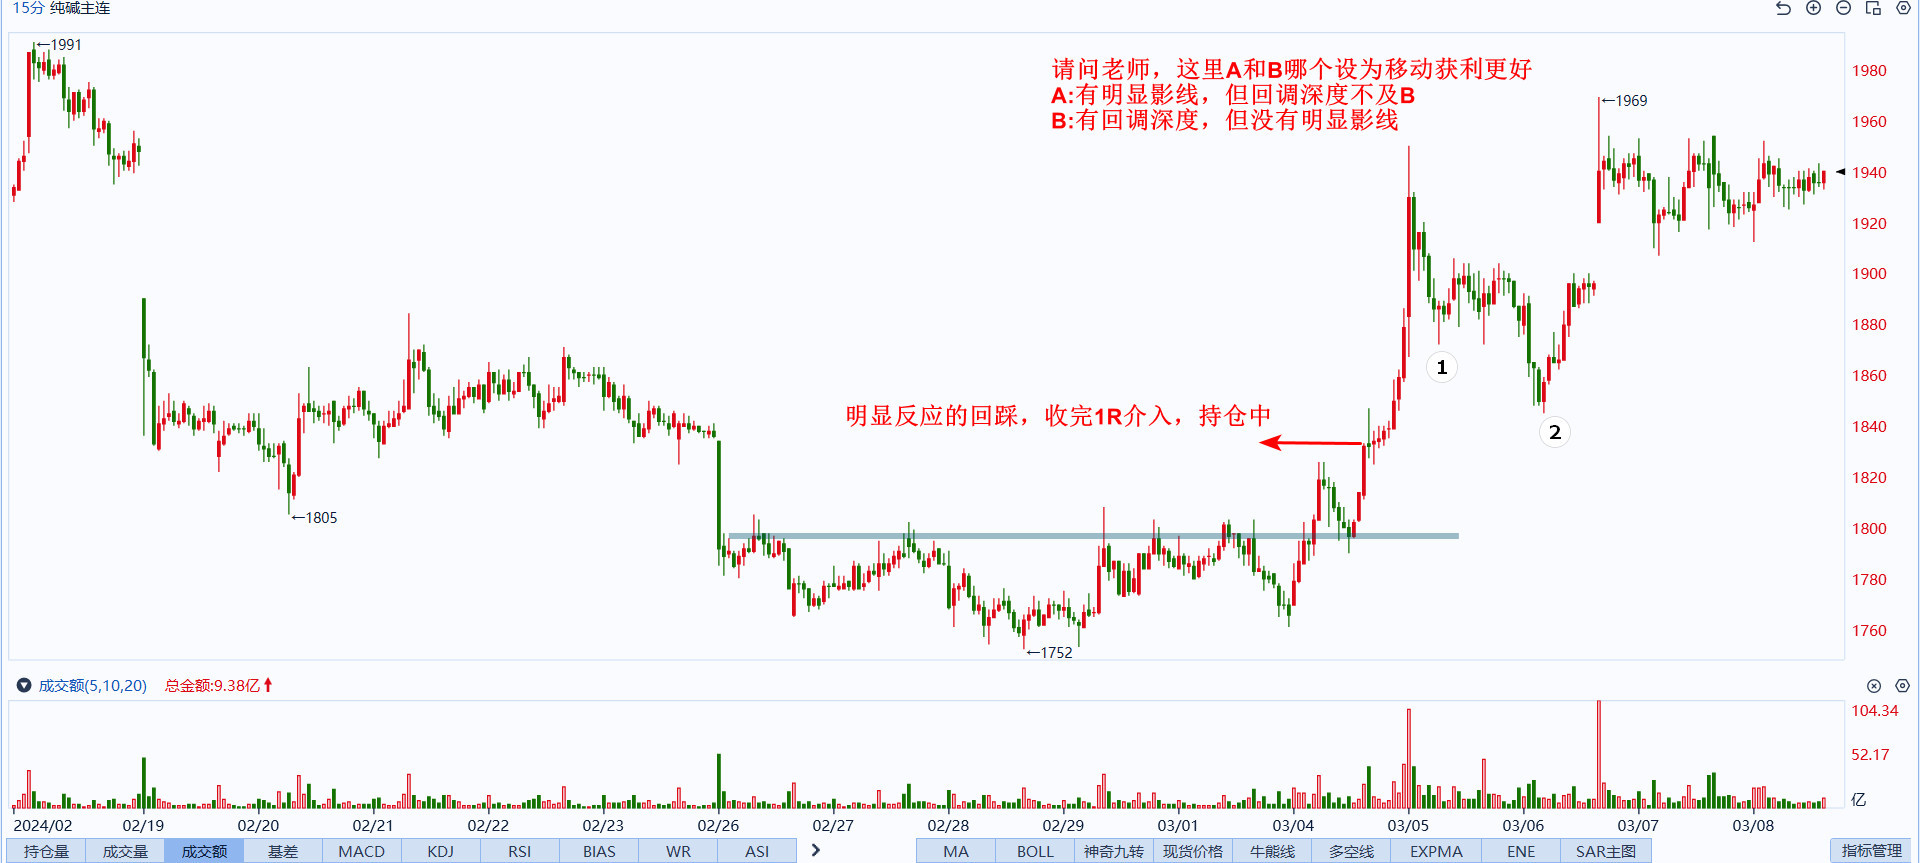 15分 纯碱主连
←1991
请问老师，这里A和B哪个设为移动获利更好
A:有明显影线，但回调深度不及B
B:有回调深度，但没有明显影线
←1969
1980
1960
1940
1920
1900
1880
1860
1840
1820
1800
1780
1760
1
2
明显反应的回踩，收完1R介入，持仓中
←1805
←1752
成交额(5,10,20) 总金额:9.38亿
104.34
52.17
亿
2024/02 02/19 02/20 02/21 02/22 02/23 02/26 02/27 02/28 02/29 03/01 03/04 03/05 03/06 03/07 03/08
持仓量 成交量 成交额 基差 MACD KDJ RSI BIAS WR ASI MA BOLL 神奇九转 现货价格 牛熊线 多空线 EXPMA ENE SAR主图 指标管理